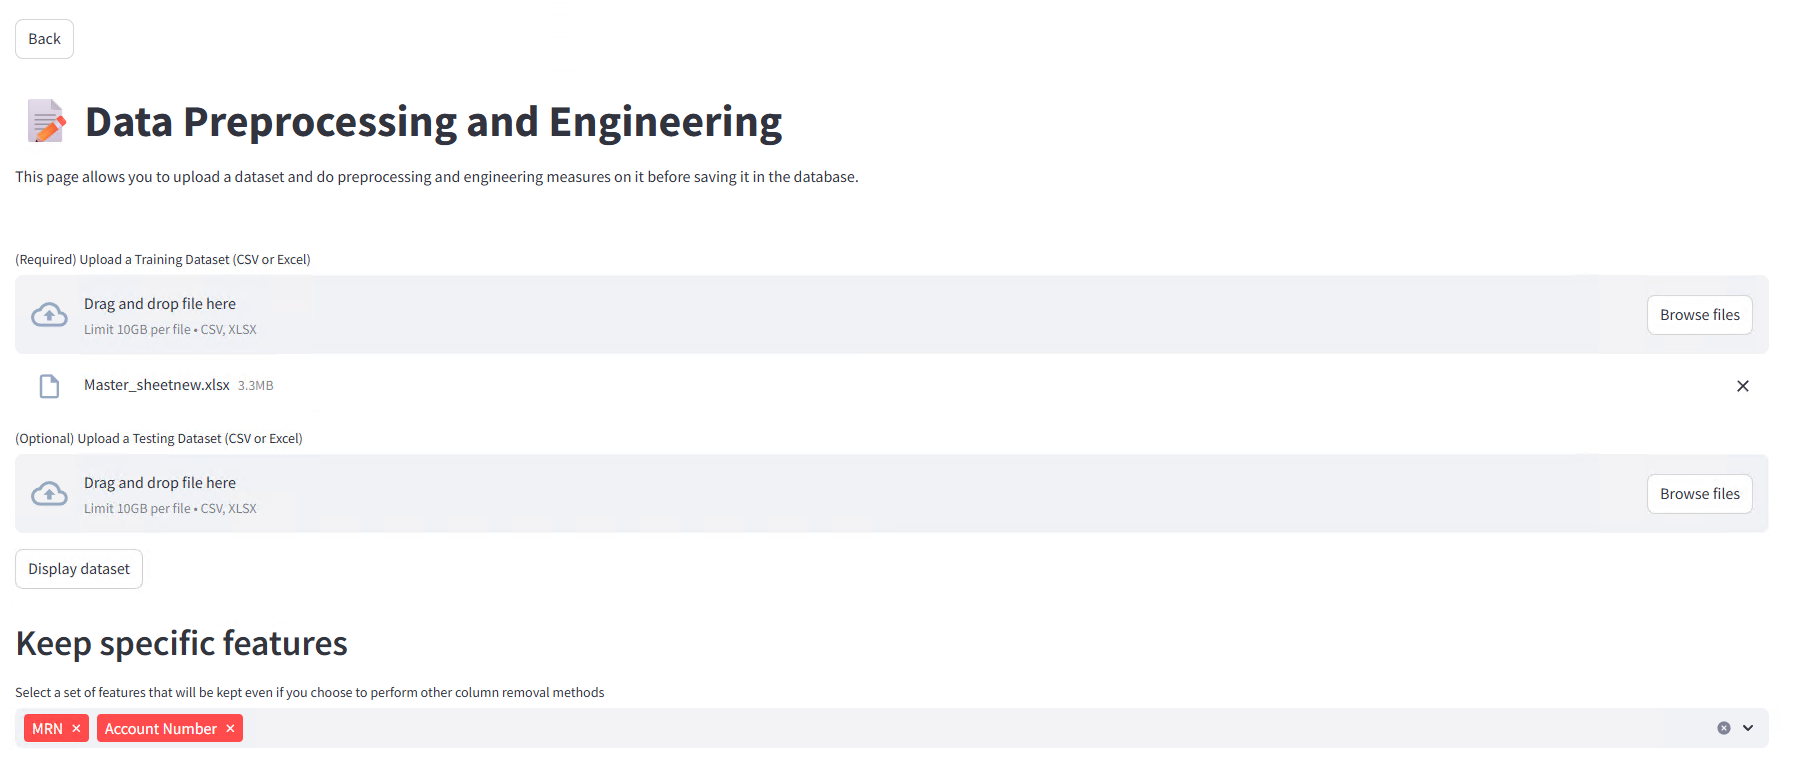 Back
Data Preprocessing and Engineering
This page allows you to upload a dataset and do preprocessing and engineering measures on it before saving it in the database.
(Required) Upload a Training Dataset (CSV or Excel)
Drag and drop file here
Limit 10GB per file • CSV, XLSX
Browse files
Master_sheetnew.xlsx 3.3MB
(Optional) Upload a Testing Dataset (CSV or Excel)
Drag and drop file here
Limit 10GB per file • CSV, XLSX
Browse files
Display dataset
Keep specific features
Select a set of features that will be kept even if you choose to perform other column removal methods
MRN × Account Number ×